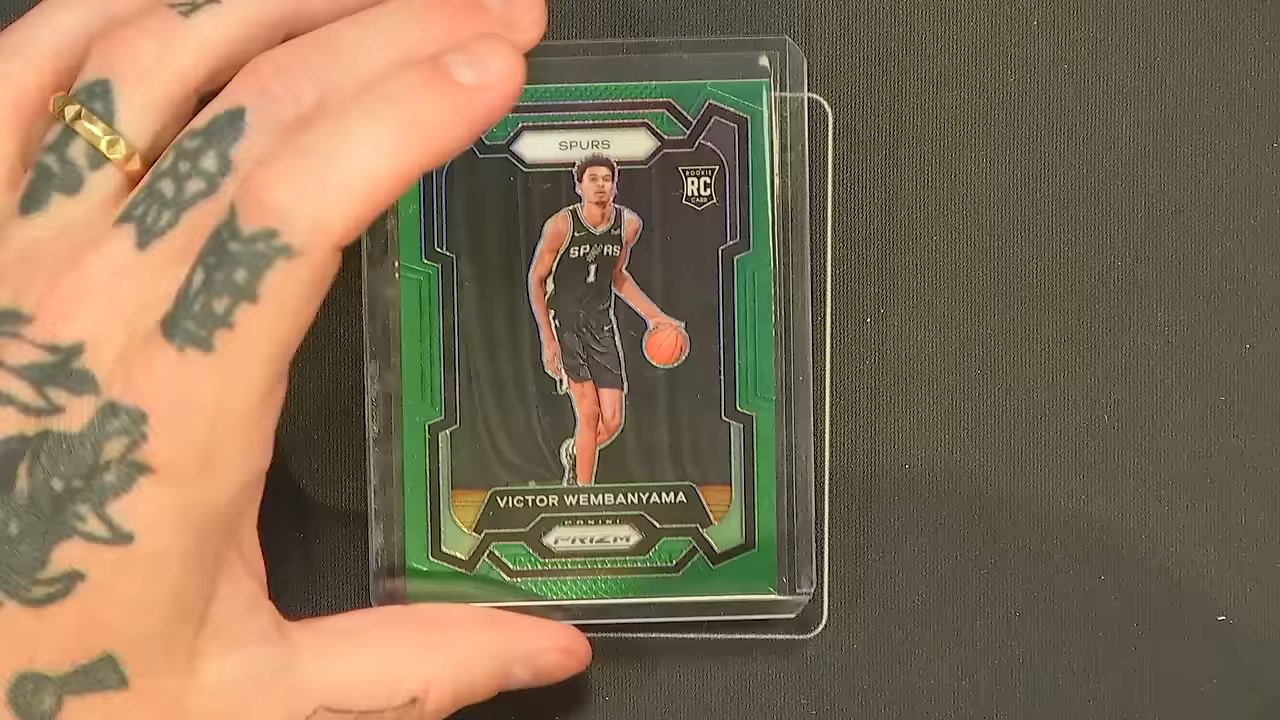 SPURS
ROOKIE
RC
CARD
SPURS
1
VICTOR WEMBANYAMA
PANINI
PRIZM